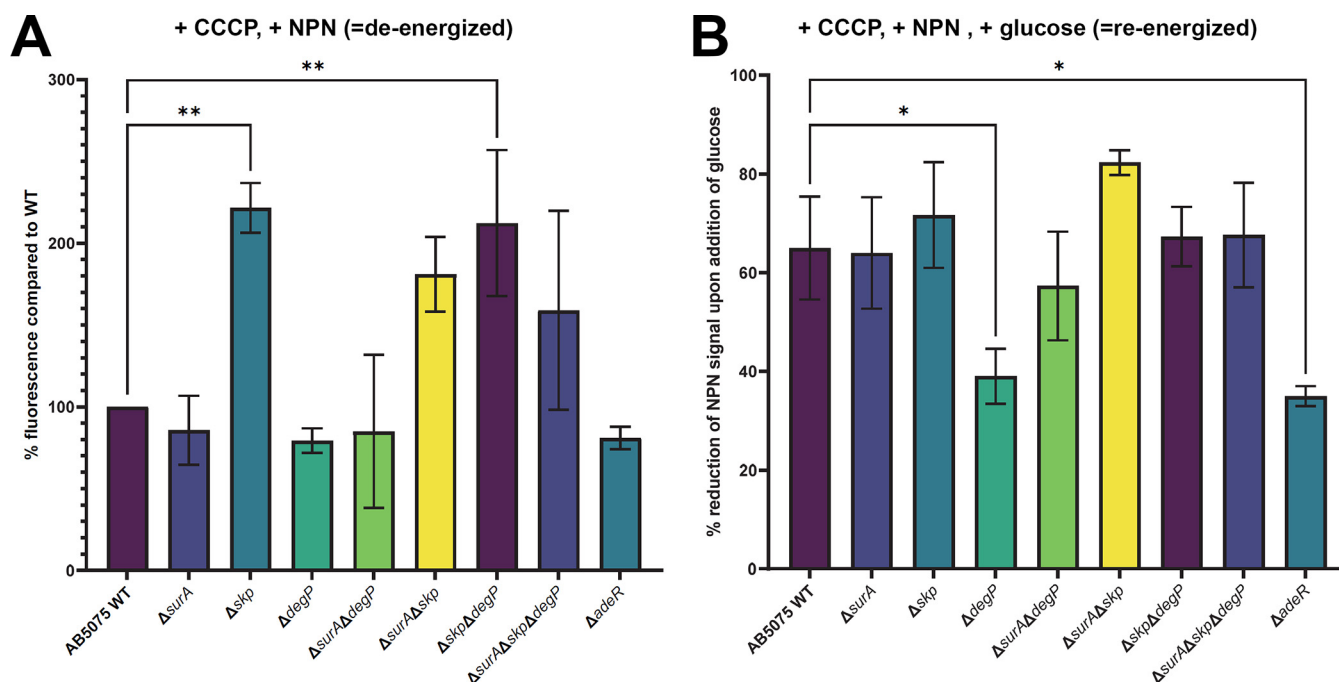 A
+ CCCP, + NPN (=de-energized)
% fluorescence compared to WT
300
200
100
0
**
**
AB5075 WT
ΔsurA
Δskp
ΔdegP
ΔsurAΔdegP
ΔsurAΔskp
ΔskpΔdegP
ΔsurAΔskpΔdegP
ΔadeR
B
+ CCCP, + NPN , + glucose (=re-energized)
% reduction of NPN signal upon addition of glucose
100
80
60
40
20
0
*
*
AB5075 WT
ΔsurA
Δskp
ΔdegP
ΔsurAΔdegP
ΔsurAΔskp
ΔskpΔdegP
ΔsurAΔskpΔdegP
ΔadeR